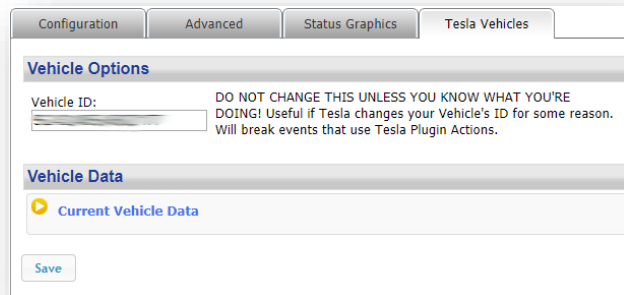 Configuration Advanced Status Graphics Tesla Vehicles
Vehicle Options
Vehicle ID:
DO NOT CHANGE THIS UNLESS YOU KNOW WHAT YOU'RE
DOING! Useful if Tesla changes your Vehicle's ID for some reason.
Will break events that use Tesla Plugin Actions.
Vehicle Data
Current Vehicle Data
Save